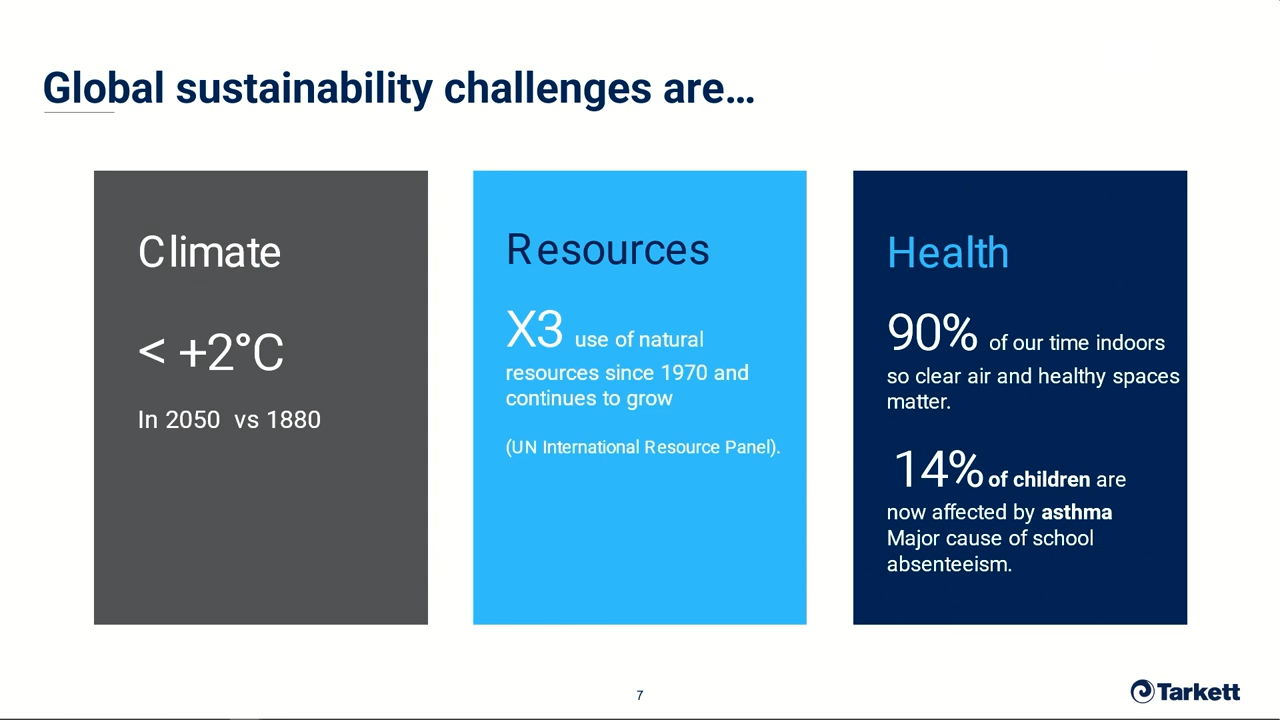 Global sustainability challenges are…
Climate
< +2°C
In 2050 vs 1880
Resources
X3 use of natural
resources since 1970 and
continues to grow
(UN International Resource Panel).
Health
90% of our time indoors
so clear air and healthy spaces
matter.
14% of children are
now affected by asthma
Major cause of school
absenteeism.
7
Tarkett